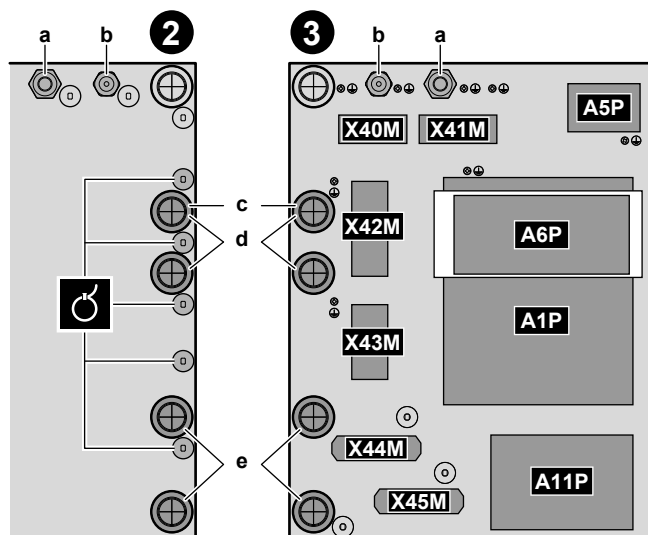 a b 2 3 b a
A5P
X40M X41M
c
d
X42M A6P
A1P
X43M
X44M
e
X45M A11P